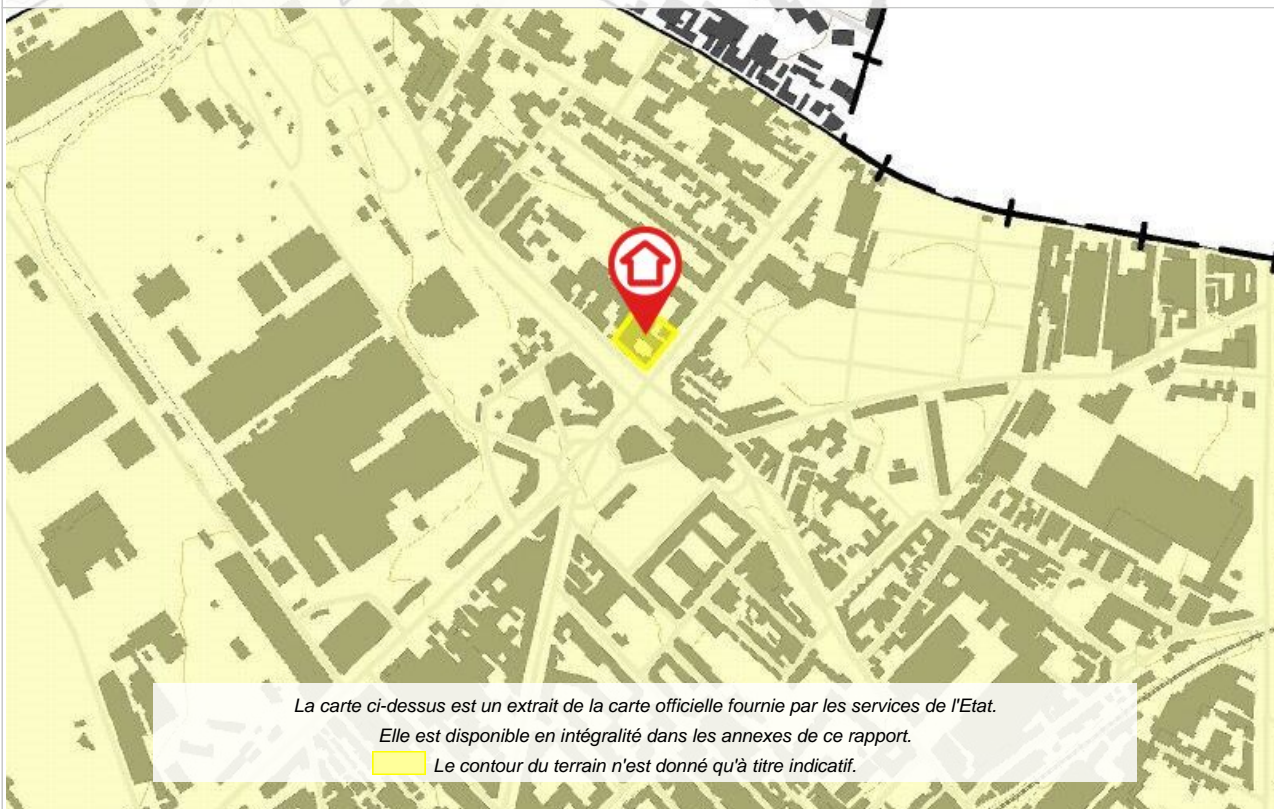 La carte ci-dessus est un extrait de la carte officielle fournie par les services de l'Etat.
Elle est disponible en intégralité dans les annexes de ce rapport.
Le contour du terrain n'est donné qu'à titre indicatif.